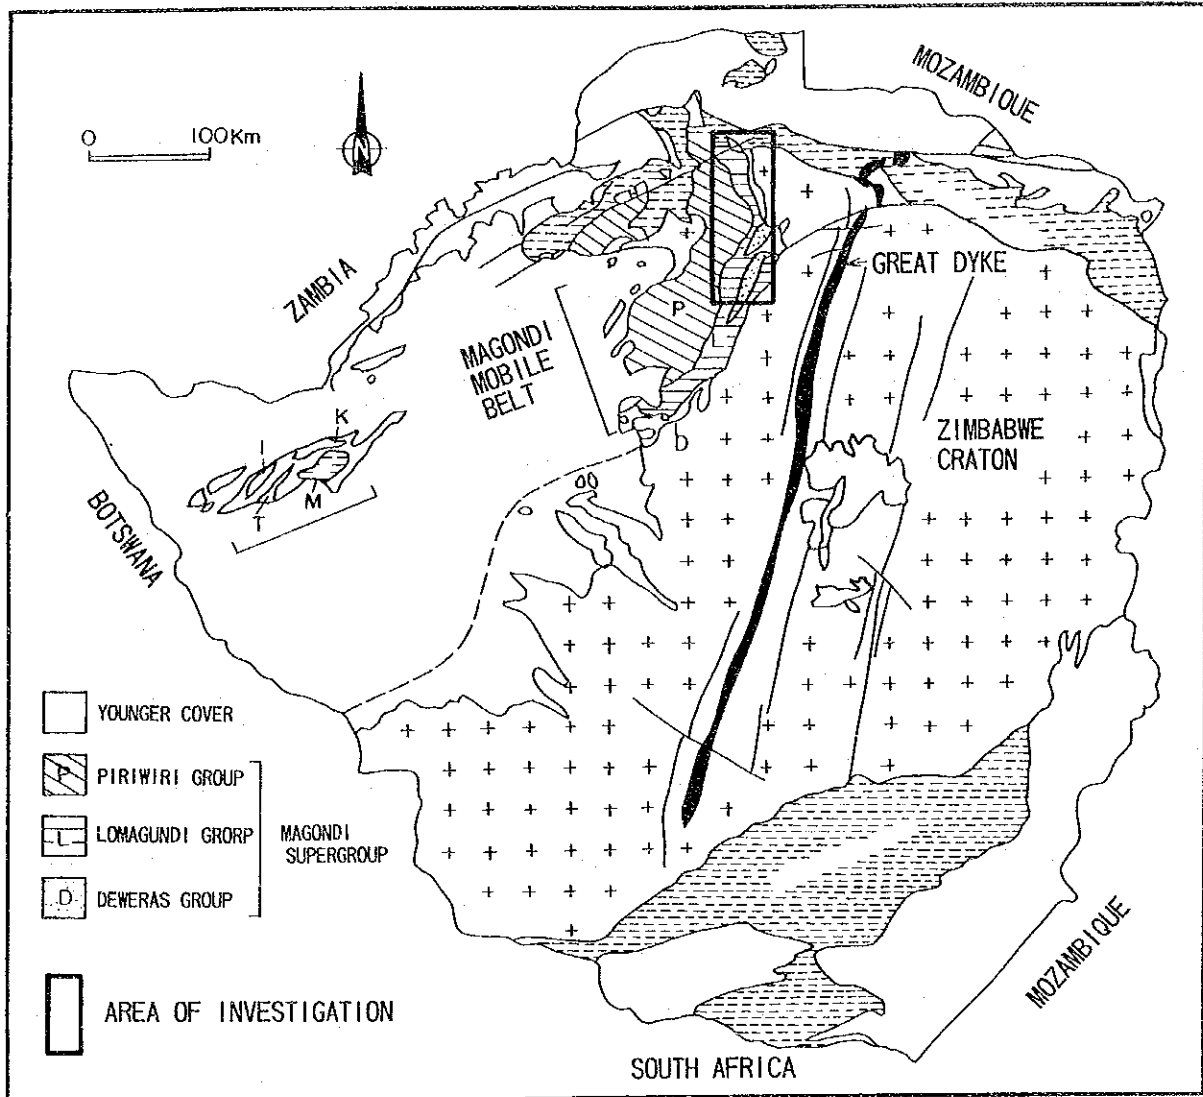 MOZAMBIQUE
0 100Km
N
ZAMBIA
GREAT DYKE
P
MAGONDI
MOBILE
BELT
L
D
ZIMBABWE
CRATON
K
I
M
T
BOTSWANA
YOUNGER COVER
P PIRIWIRI GROUP
L LOMAGUNDI GRORP
D DEWERAS GROUP
MAGONDI
SUPERGROUP
AREA OF INVESTIGATION
MOZAMBIQUE
SOUTH AFRICA